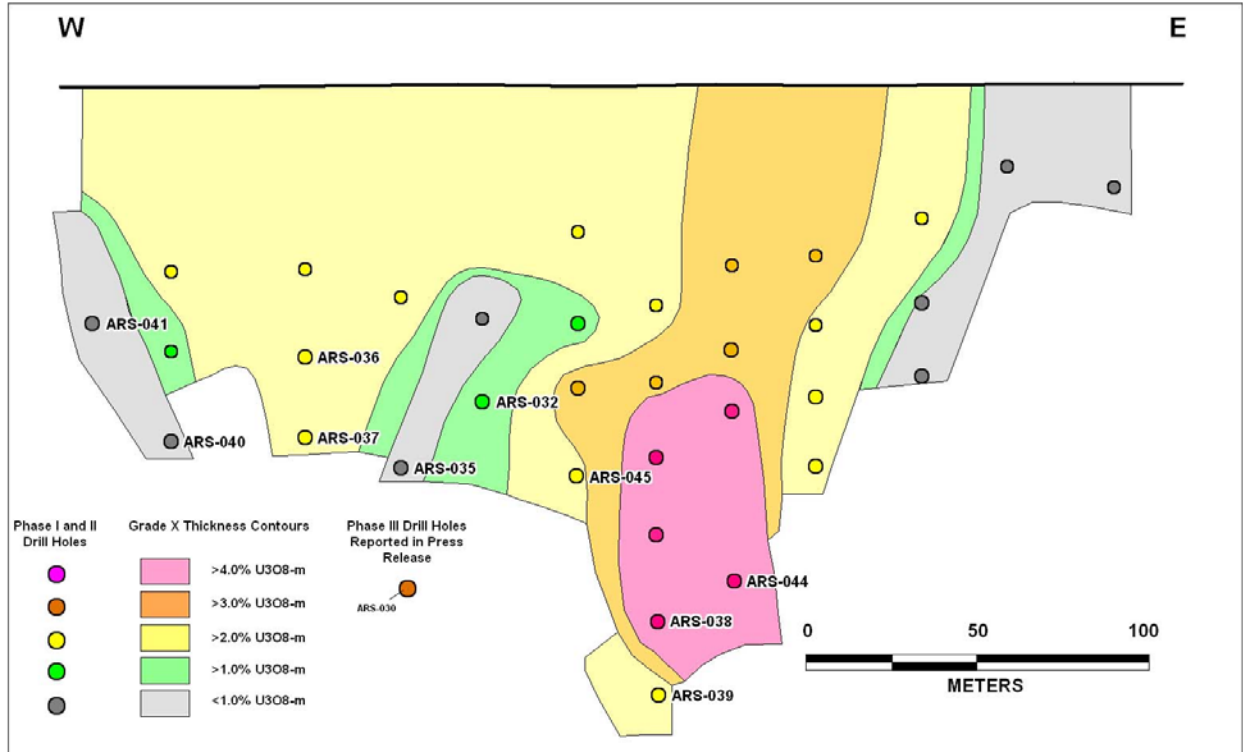 W
E
ARS-041
ARS-036
ARS-032
ARS-037
ARS-040
ARS-035
ARS-045
Phase I and II
Drill Holes
Grade X Thickness Contours
Phase III Drill Holes
Reported in Press
Release
>4.0% U3O8-m
ARS-044
ARS-030
>3.0% U3O8-m
ARS-038
0
50
100
>2.0% U3O8-m
>1.0% U3O8-m
METERS
ARS-039
<1.0% U3O8-m